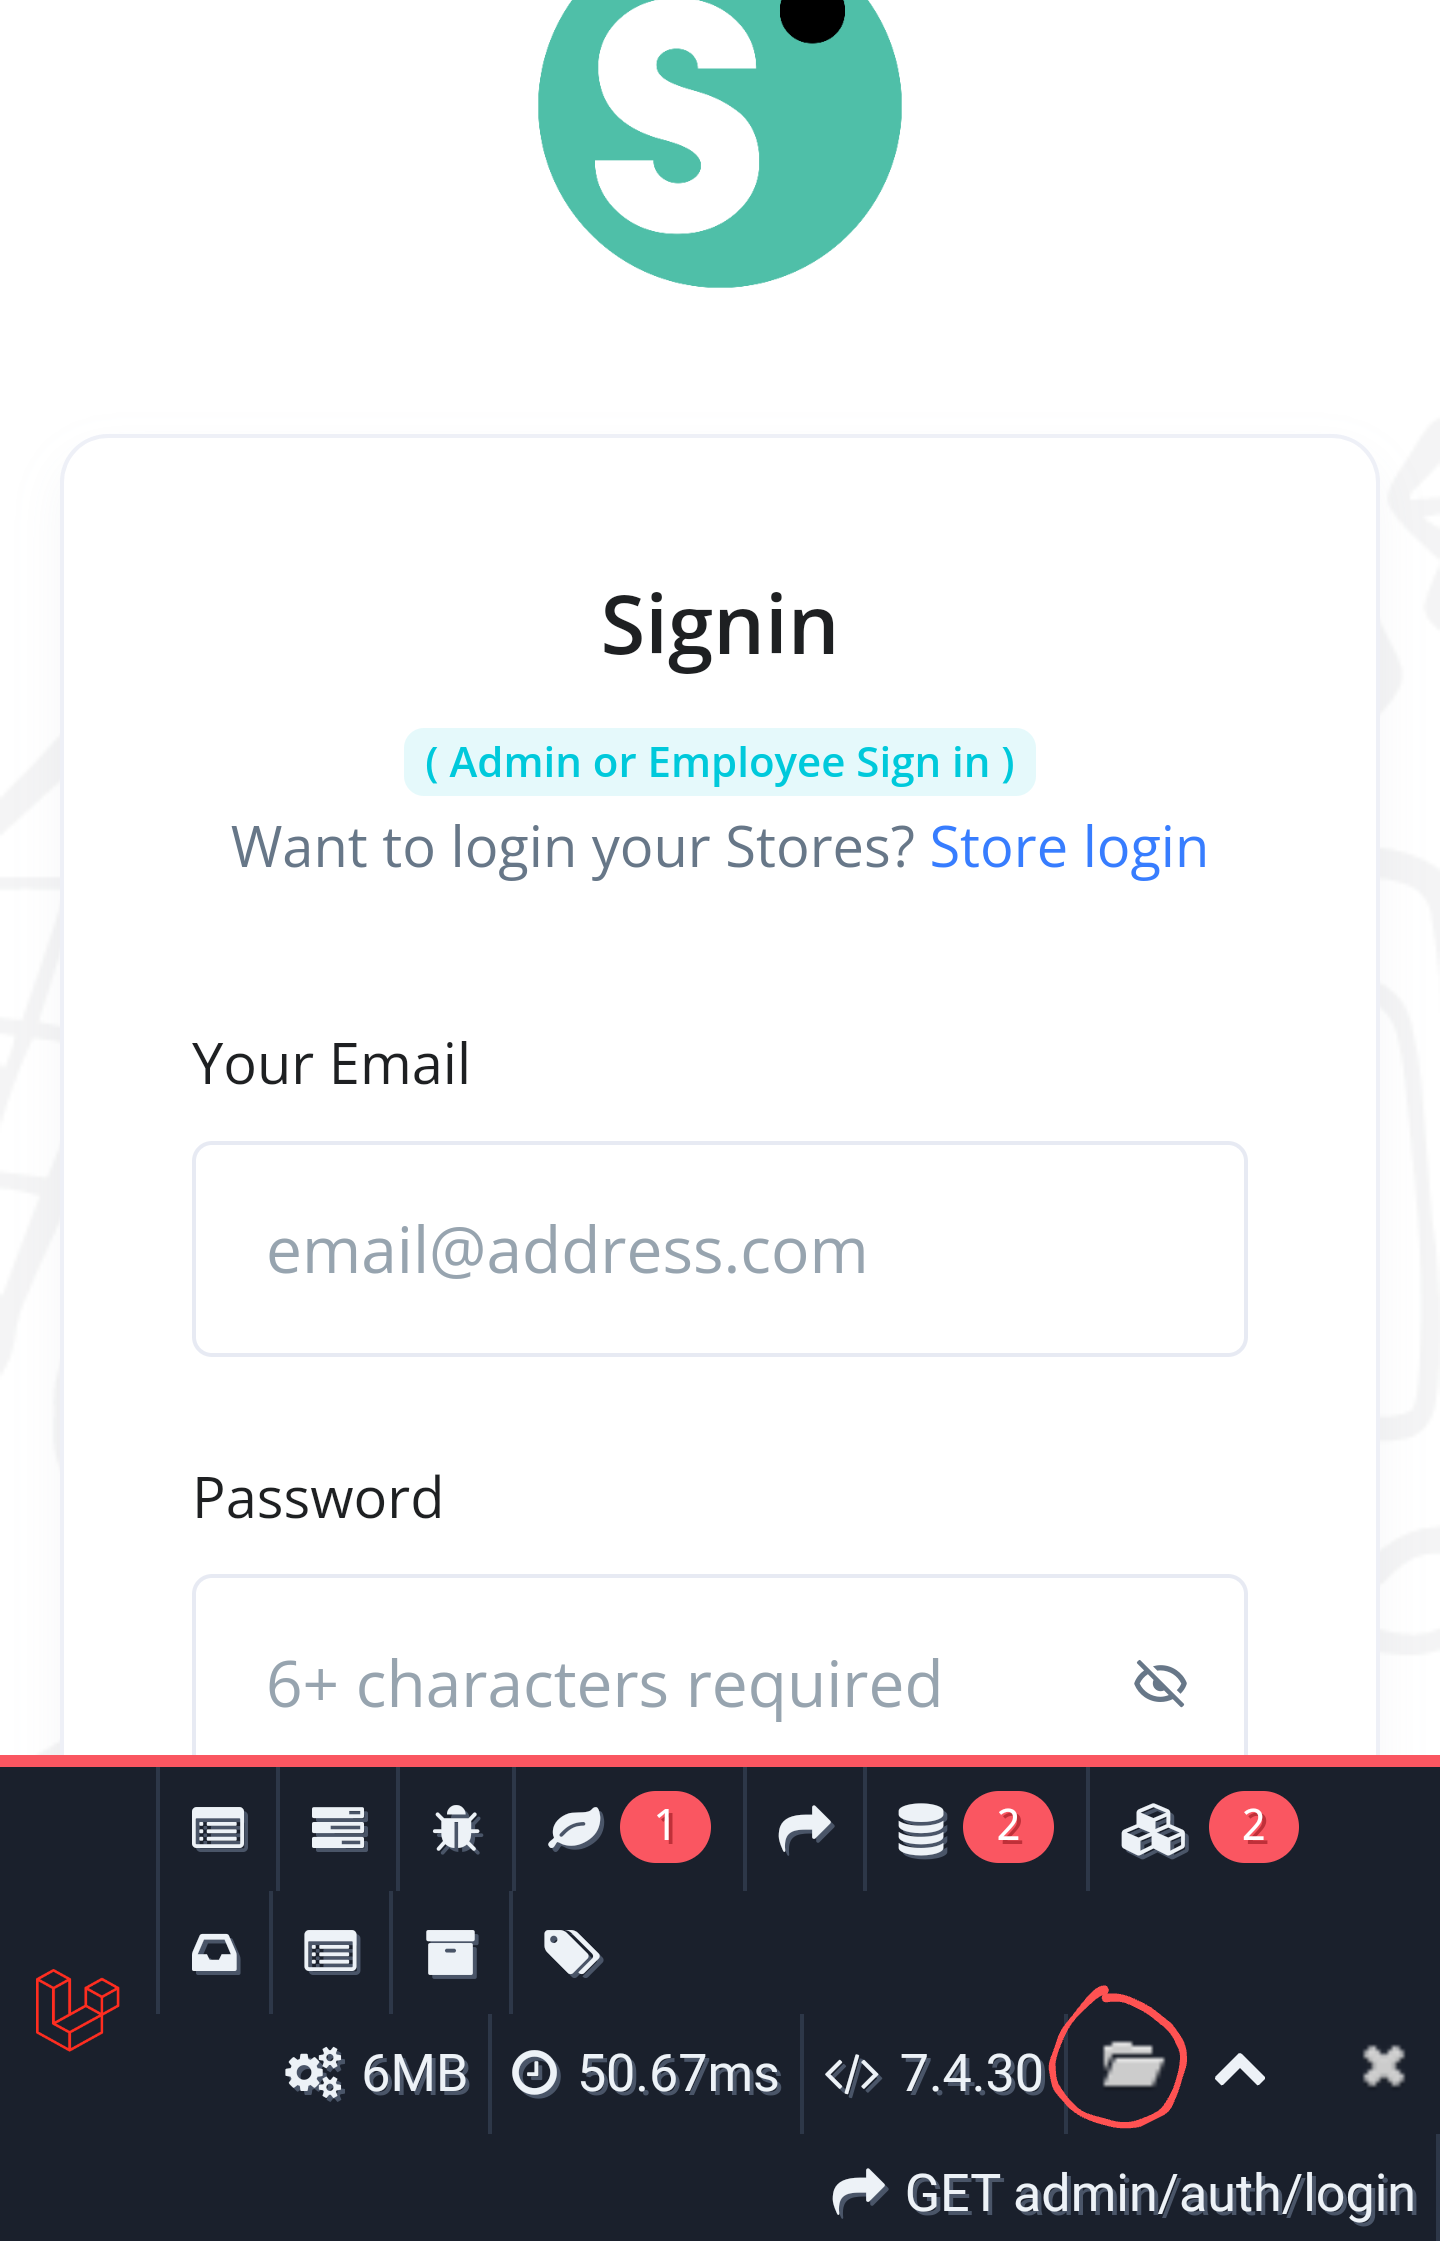 S
Signin
( Admin or Employee Sign in )
Want to login your Stores? Store login
Your Email
email@address.com
Password
6+ characters required
1
2
2
6MB 50.67ms </> 7.4.30
GET admin/auth/login